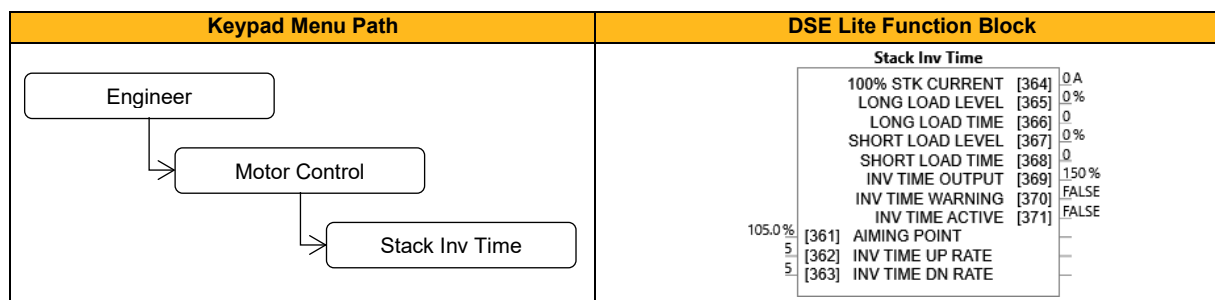 Keypad Menu Path
DSE Lite Function Block
Engineer
Motor Control
Stack Inv Time
Stack Inv Time
100% STK CURRENT [364] 0 A
LONG LOAD LEVEL [365] 0 %
LONG LOAD TIME [366] 0
SHORT LOAD LEVEL [367] 0 %
SHORT LOAD TIME [368] 0
INV TIME OUTPUT [369] 150 %
INV TIME WARNING [370] FALSE
INV TIME ACTIVE [371] FALSE
105.0 % [361] AIMING POINT
5 [362] INV TIME UP RATE
5 [363] INV TIME DN RATE